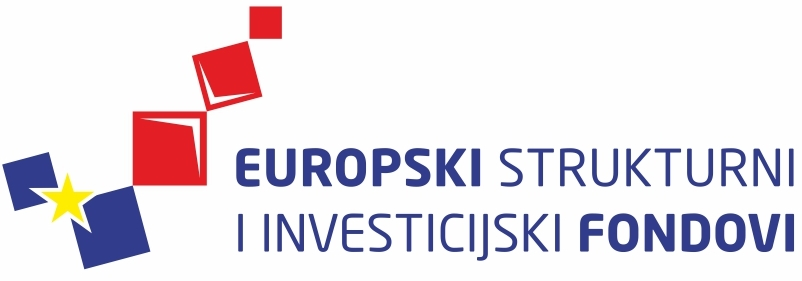 EUROPSKI STRUKTURNI
I INVESTICIJSKI FONDOVI